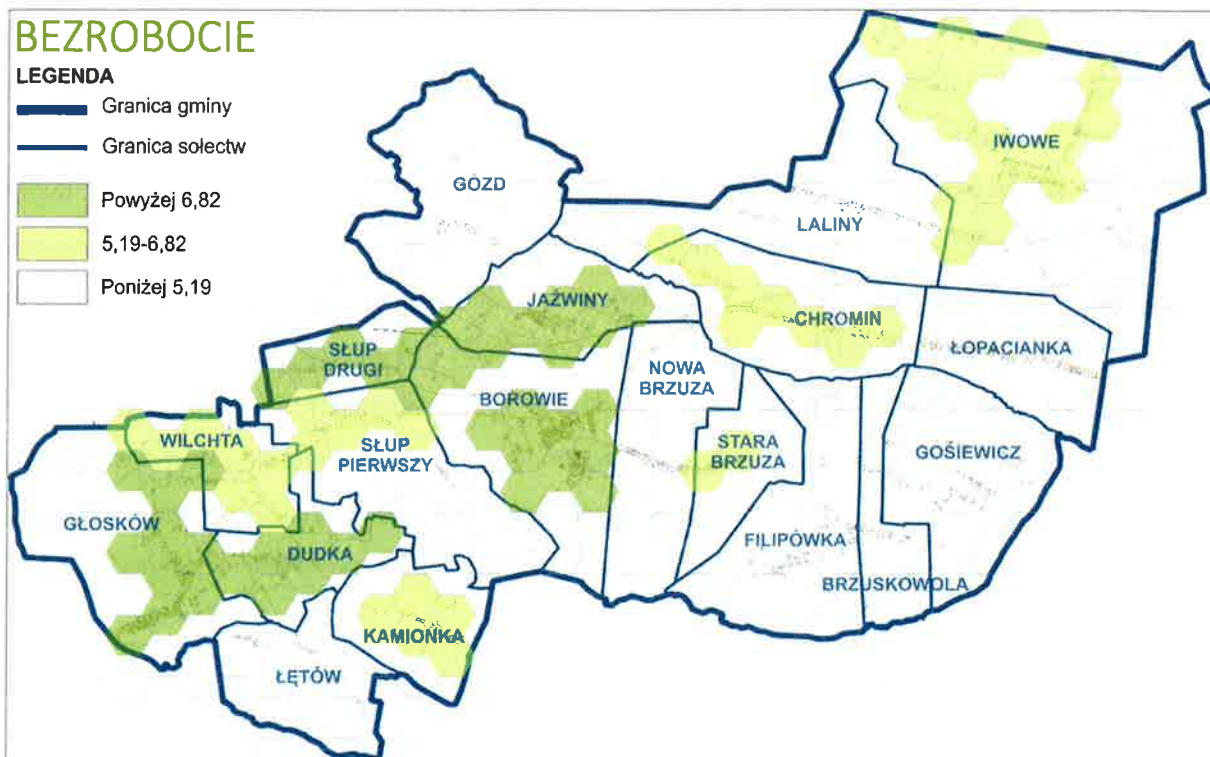 BEZROBOCIE
LEGENDA
Granica gminy
Granica sołectw
Powyżej 6,82
5,19-6,82
Poniżej 5,19
GÓZD
IWOWE
LALINY
JAŹWINY
CHROMIN
ŁOPACIANKA
SŁUP
DRUGI
BOROWIE
NOWA
BRZUZA
WILCHTA
SŁUP
PIERWSZY
STARA
BRZUZA
GOŚIEWICZ
GŁOSKÓW
DUDKA
FILIPÓWKA
BRZUSKOWOLA
KAMIONKA
ŁĘTÓW